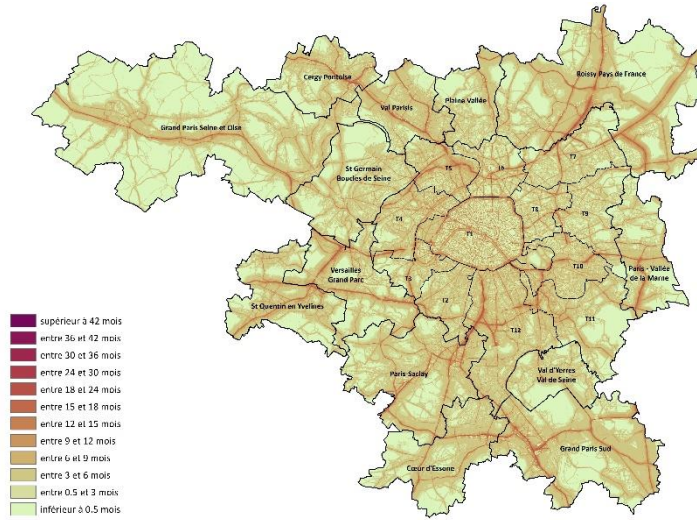 Cergy Pontoise
Roissy Pays de France
Val Parisis
Plaine Vallée
Grand Paris Seine et Oise
St Germain
Boucles de Seine
T5
T6
T7
T4
T8
T9
T1
Versailles
Grand Parc
T3
T10
Paris - Vallée
de la Marne
St Quentin en Yvelines
T2
T11
T12
Paris-Saclay
Val d'Yerres
Val de Seine
Grand Paris Sud
Cœur d'Essone
supérieur à 42 mois
entre 36 et 42 mois
entre 30 et 36 mois
entre 24 et 30 mois
entre 18 et 24 mois
entre 15 et 18 mois
entre 12 et 15 mois
entre 9 et 12 mois
entre 6 et 9 mois
entre 3 et 6 mois
entre 0.5 et 3 mois
inférieur à 0.5 mois